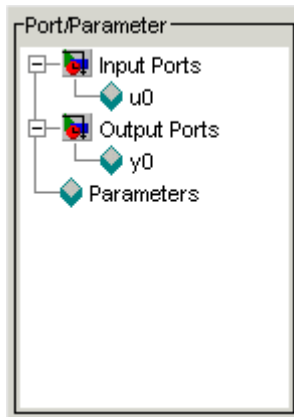 Port/Parameter
Input Ports
u0
Output Ports
y0
Parameters